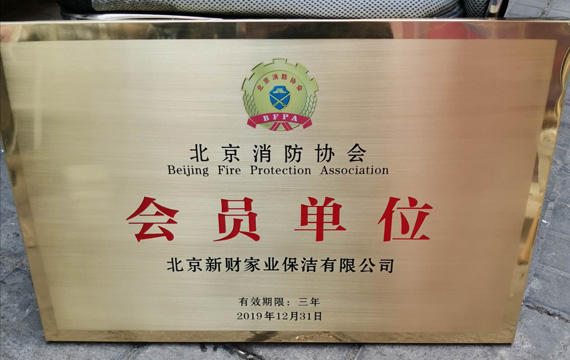 北京消防协会
BFPA
北京消防协会
Beijing Fire Protection Association
会员单位
北京新财家业保洁有限公司
有效期限：三年
2019年12月31日